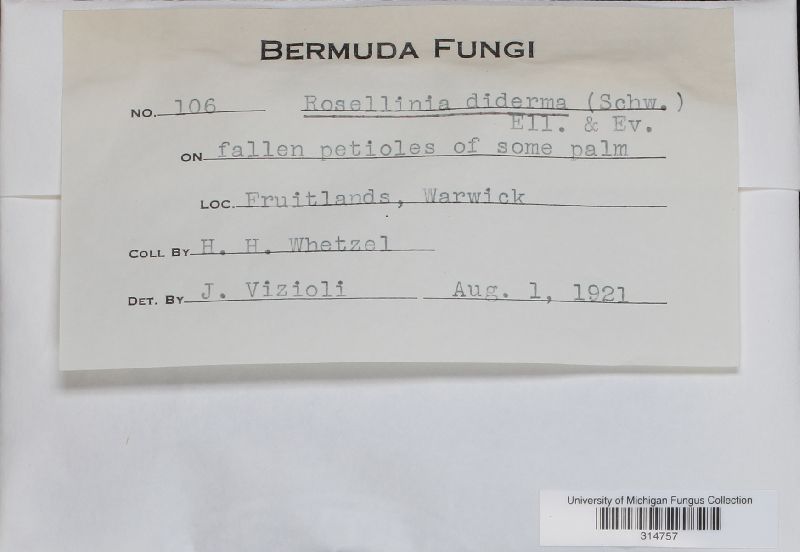 BERMUDA FUNGI
NO. 106 Rosellinia diderma (Schw.)
Ell. & Ev.
ON fallen petioles of some palm
LOC. Fruitlands, Warwick
COLL BY H. H. Whetzel
DET. BY J. Vizioli Aug. 1, 1921
University of Michigan Fungus Collection
314757